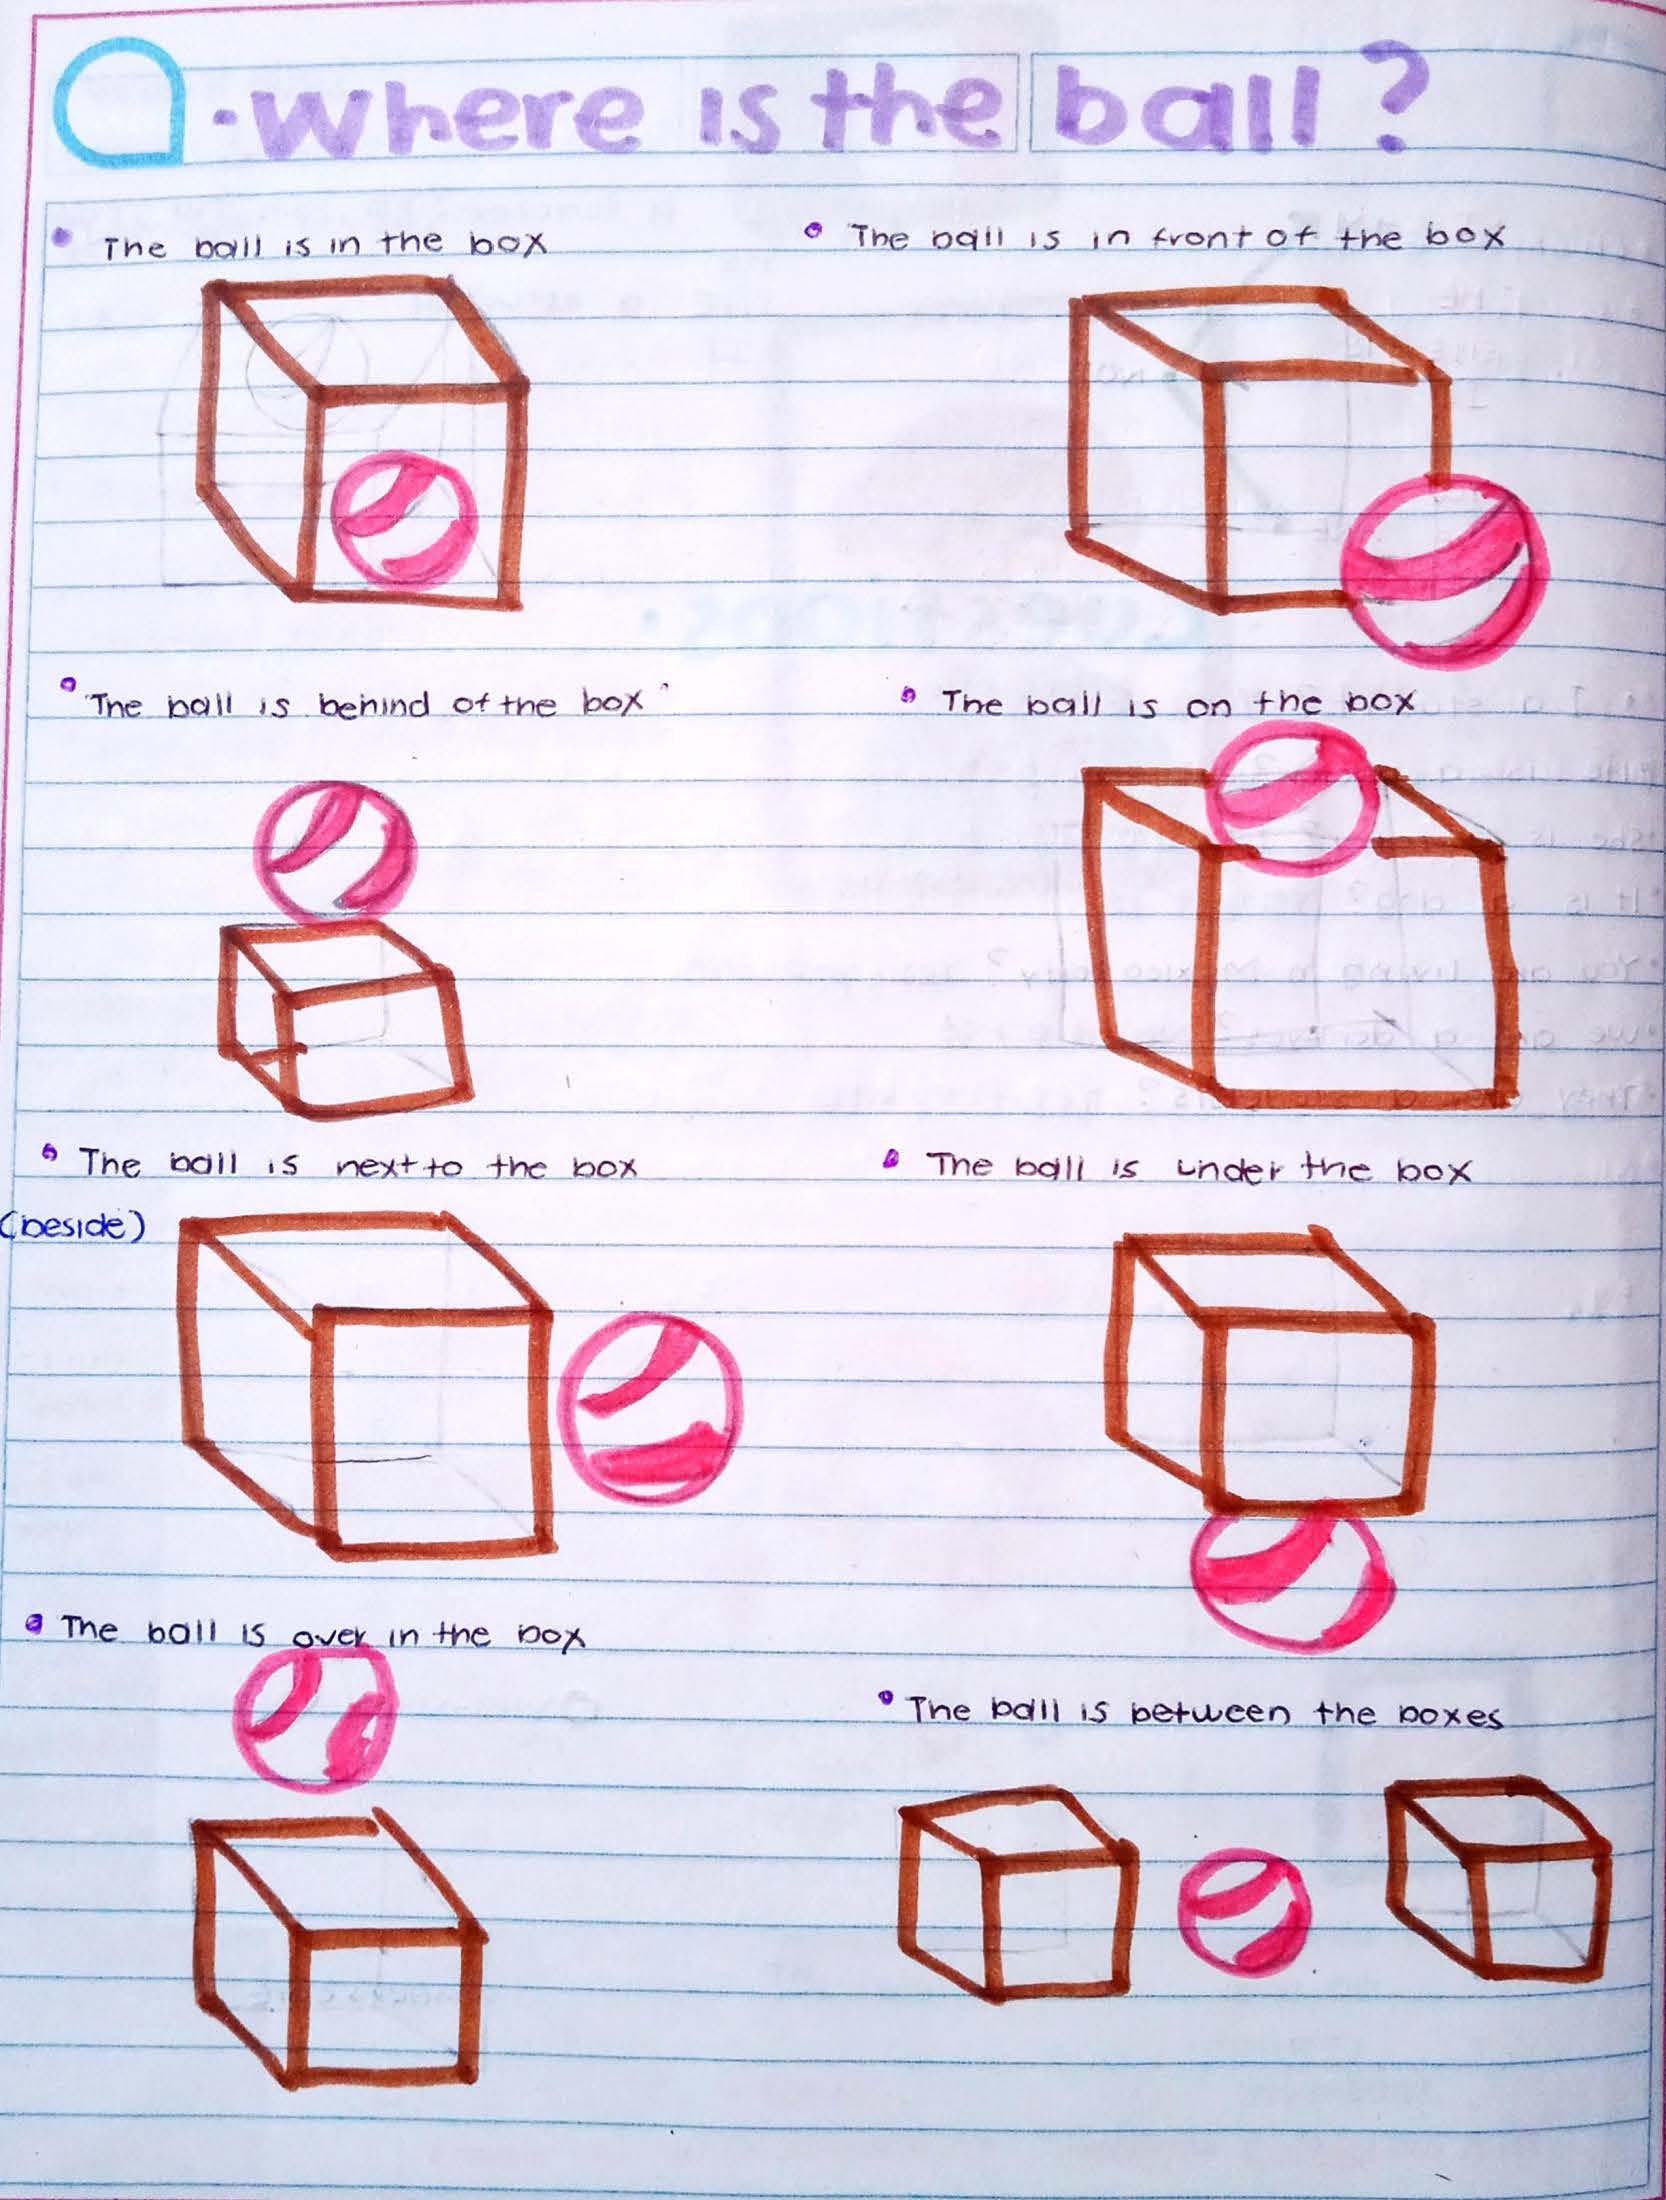 a. Where is the ball?
• The ball is in the box
• The ball is in front of the box
• The ball is behind of the box
• The ball is on the box
• The ball is next to the box
(beside)
• The ball is under the box
• The ball is over in the box
• The ball is between the boxes